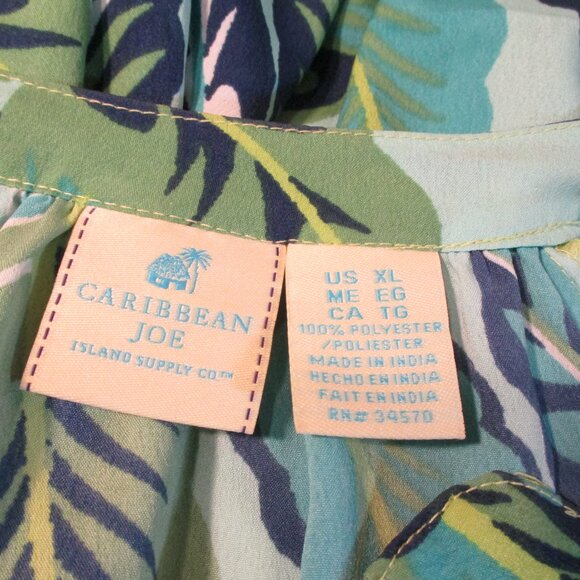 CARIBBEAN
JOE
ISLAND SUPPLY CO™
US XL
ME EG
CA TG
100% POLYESTER
/POLIESTER
MADE IN INDIA
HECHO EN INDIA
FAIT EN INDIA
RN# 34570